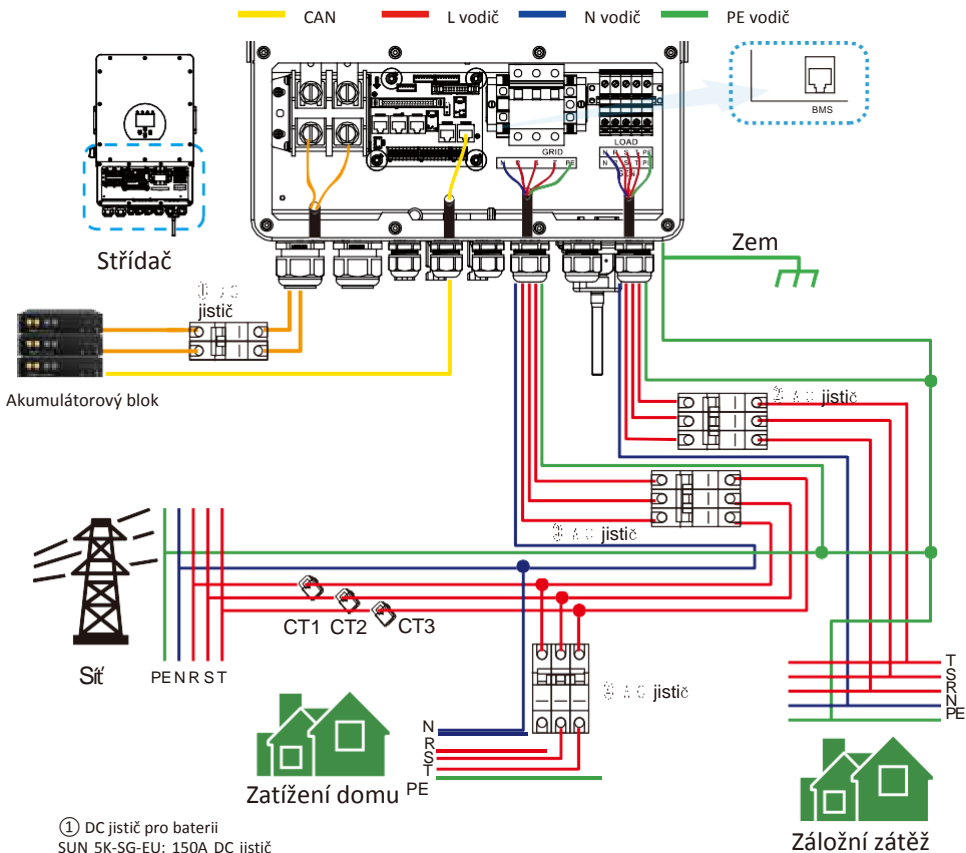 CAN L vodič N vodič PE vodič
BMS
GRID
N R S T PE
LOAD
Střídač
Zem
jistič
Akumulátorový blok
jistič
jistič
CT1 CT2 CT3
Síť
PE N R S T
jistič
T
S
R
N
PE
N
R
S
T
PE
Zatížení domu
Záložní zátěž
① DC jistič pro baterii
SUN 5K-SG-EU: 150A DC jistič